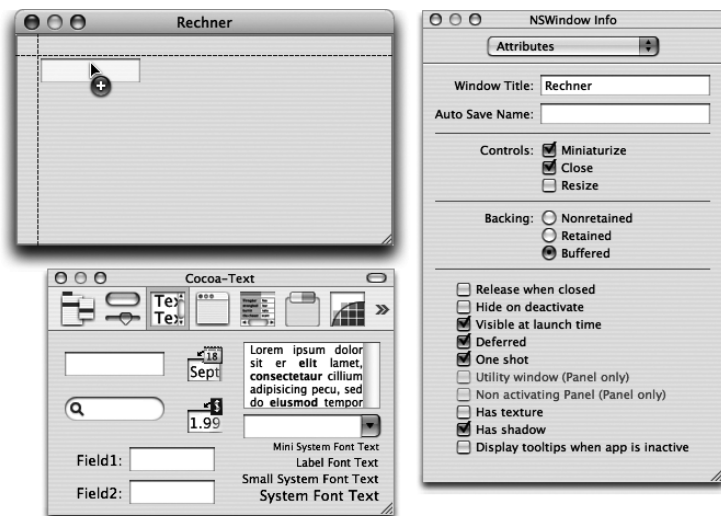 Rechner
NSWindow Info
Attributes
Window Title: Rechner
Auto Save Name:
Controls: Miniaturize
Close
Resize
Backing: Nonretained
Retained
Buffered
Release when closed
Hide on deactivate
Visible at launch time
Deferred
One shot
Utility window (Panel only)
Non activating Panel (Panel only)
Has texture
Has shadow
Display tooltips when app is inactive
Cocoa-Text
Tex
Tex
18
Sept
Lorem ipsum dolor
sit er elit lamet,
consectetaur cillium
adipisicing pecu, sed
do eiusmod tempor
$
1.99
Mini System Font Text
Field1:
Label Font Text
Small System Font Text
Field2:
System Font Text